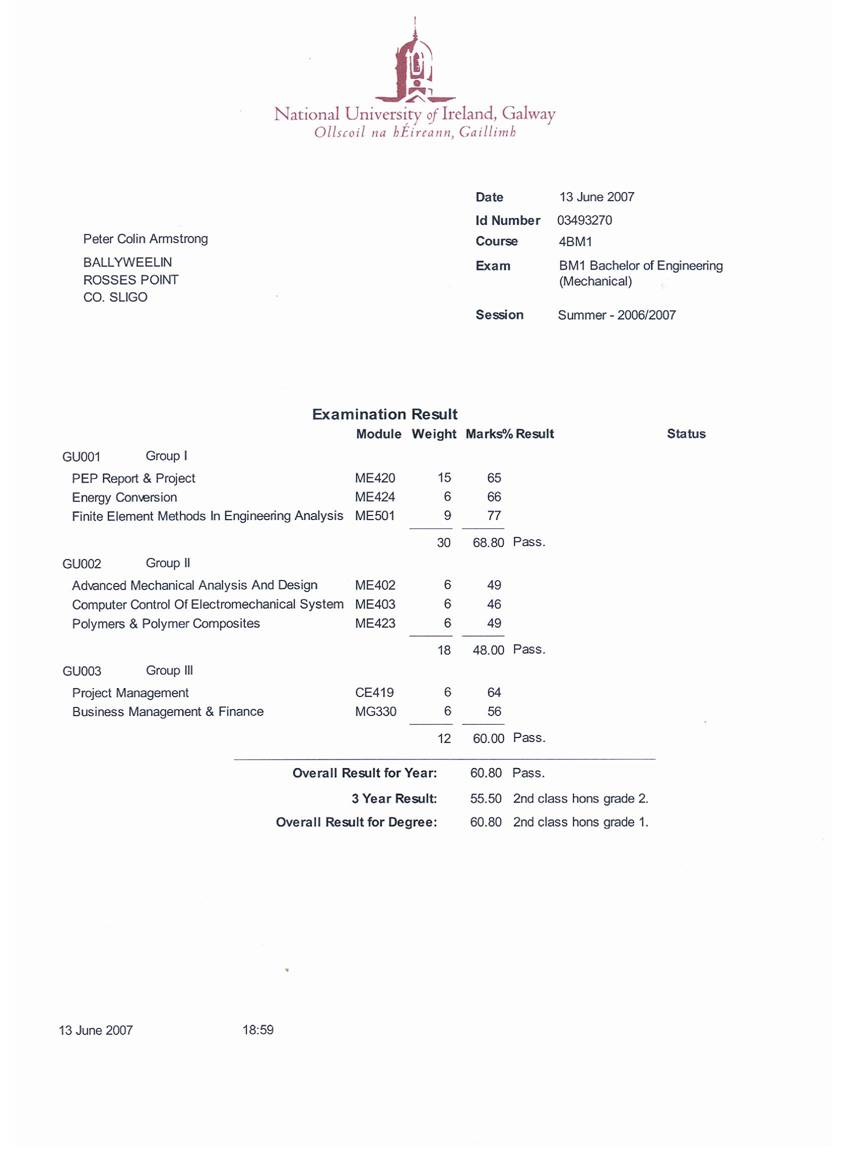 National University of Ireland, Galway
Ollscoil na hÉireann, Gaillimh
Date 13 June 2007
Id Number 03493270
Peter Colin Armstrong
Course 4BM1
BALLYWEELIN
Exam BM1 Bachelor of Engineering
ROSSES POINT
(Mechanical)
CO. SLIGO
Session Summer - 2006/2007
Examination Result
Module Weight Marks% Result Status
GU001 Group I
PEP Report & Project ME420 15 65
Energy Conversion ME424 6 66
Finite Element Methods In Engineering Analysis ME501 9 77
30 68.80 Pass.
GU002 Group II
Advanced Mechanical Analysis And Design ME402 6 49
Computer Control Of Electromechanical System ME403 6 46
Polymers & Polymer Composites ME423 6 49
18 48.00 Pass.
GU003 Group III
Project Management CE419 6 64
Business Management & Finance MG330 6 56
12 60.00 Pass.
Overall Result for Year: 60.80 Pass.
3 Year Result: 55.50 2nd class hons grade 2.
Overall Result for Degree: 60.80 2nd class hons grade 1.
13 June 2007 18:59